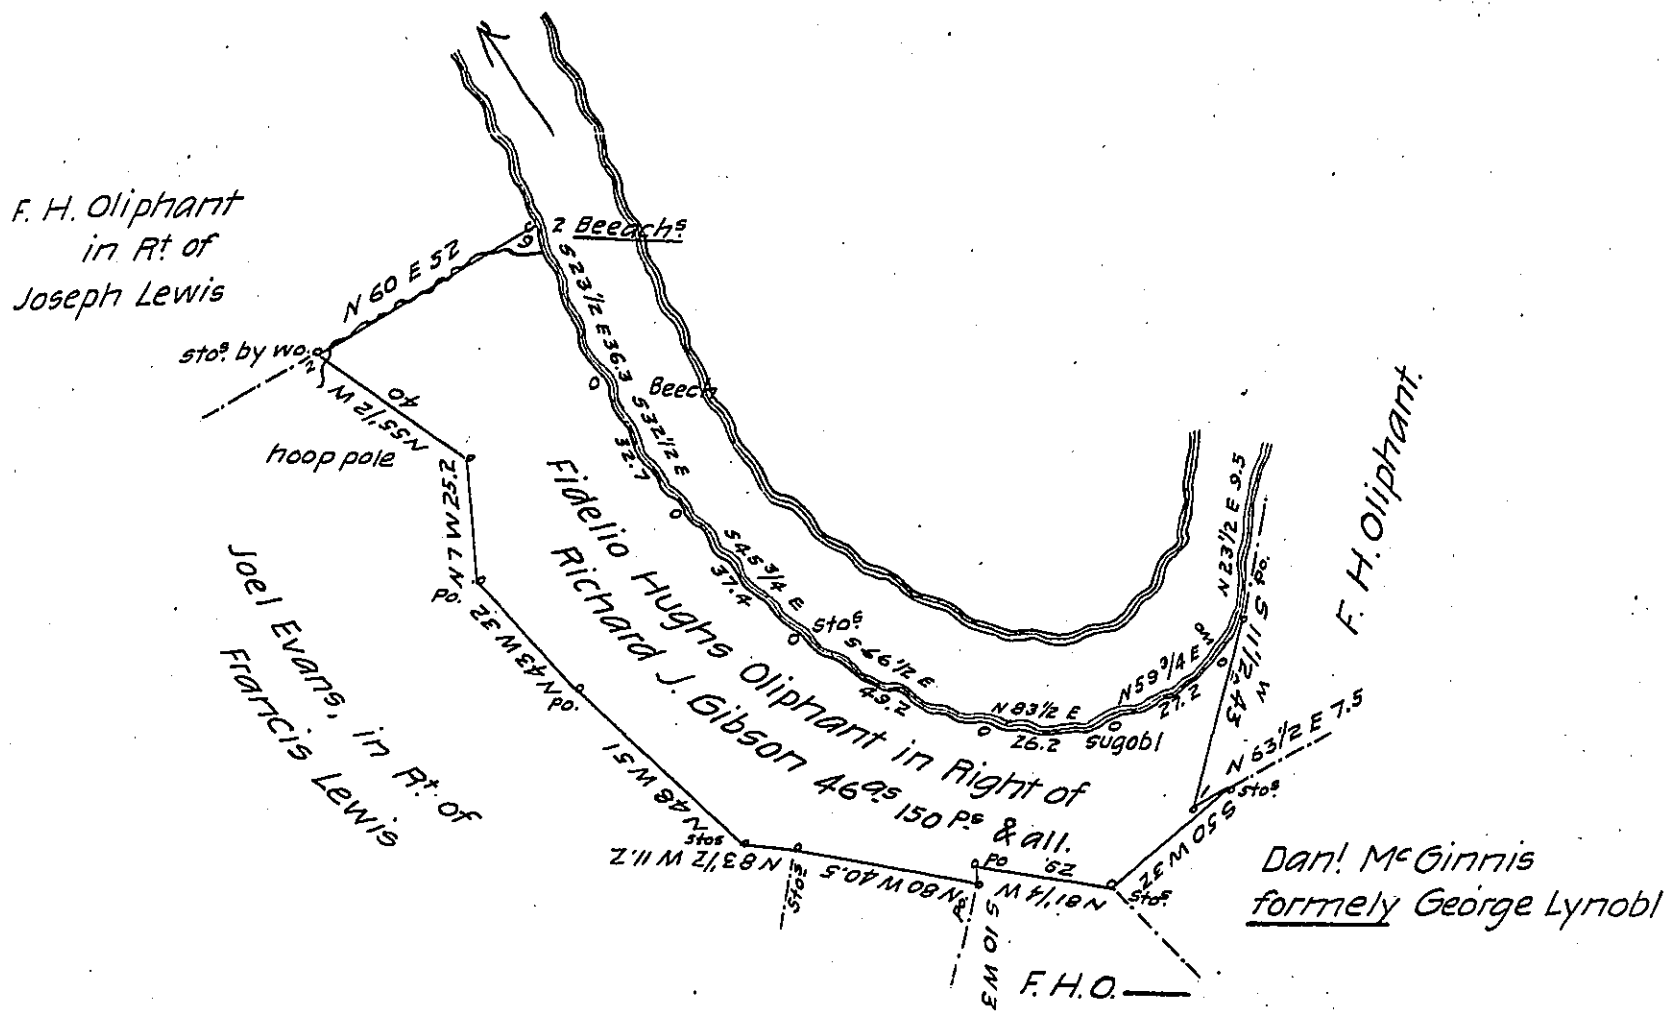 F. H. Oliphant
in Rt. of
Joseph Lewis
N 60 E 52
6
2 Beeachs
stos. by wo.
N55 1/2 W
40
hoop pole
N 7 W 25.2
po.
N 43 W 32
po.
N 48 W 51
stos
N 83 1/2 W 11.2
stos
N 80 W 40.5
po.
S 10 W 3
po
N 81 1/4 W
29
stos.
S 50 W 32
stos.
N 63 1/2 E 7.5
S 11 1/2 W
43
po.
N 23 1/2 E 9.5
wo
N 59 3/4 E
27.2
sugobl
N 83 1/2 E
26.2
S 66 1/2 E
49.2
stos.
S 45 3/4 E
37.4
S 32 1/2 E
32.7
Beech
S 23 1/2 E 36.3
Fidelio Hughs Oliphant in Right of
Richard J. Gibson 46as. 150 Ps & all.
Joel Evans, in Rt. of
Francis Lewis
F. H. Oliphant.
Danl. McGinnis
formely George Lynobl
F. H. O.